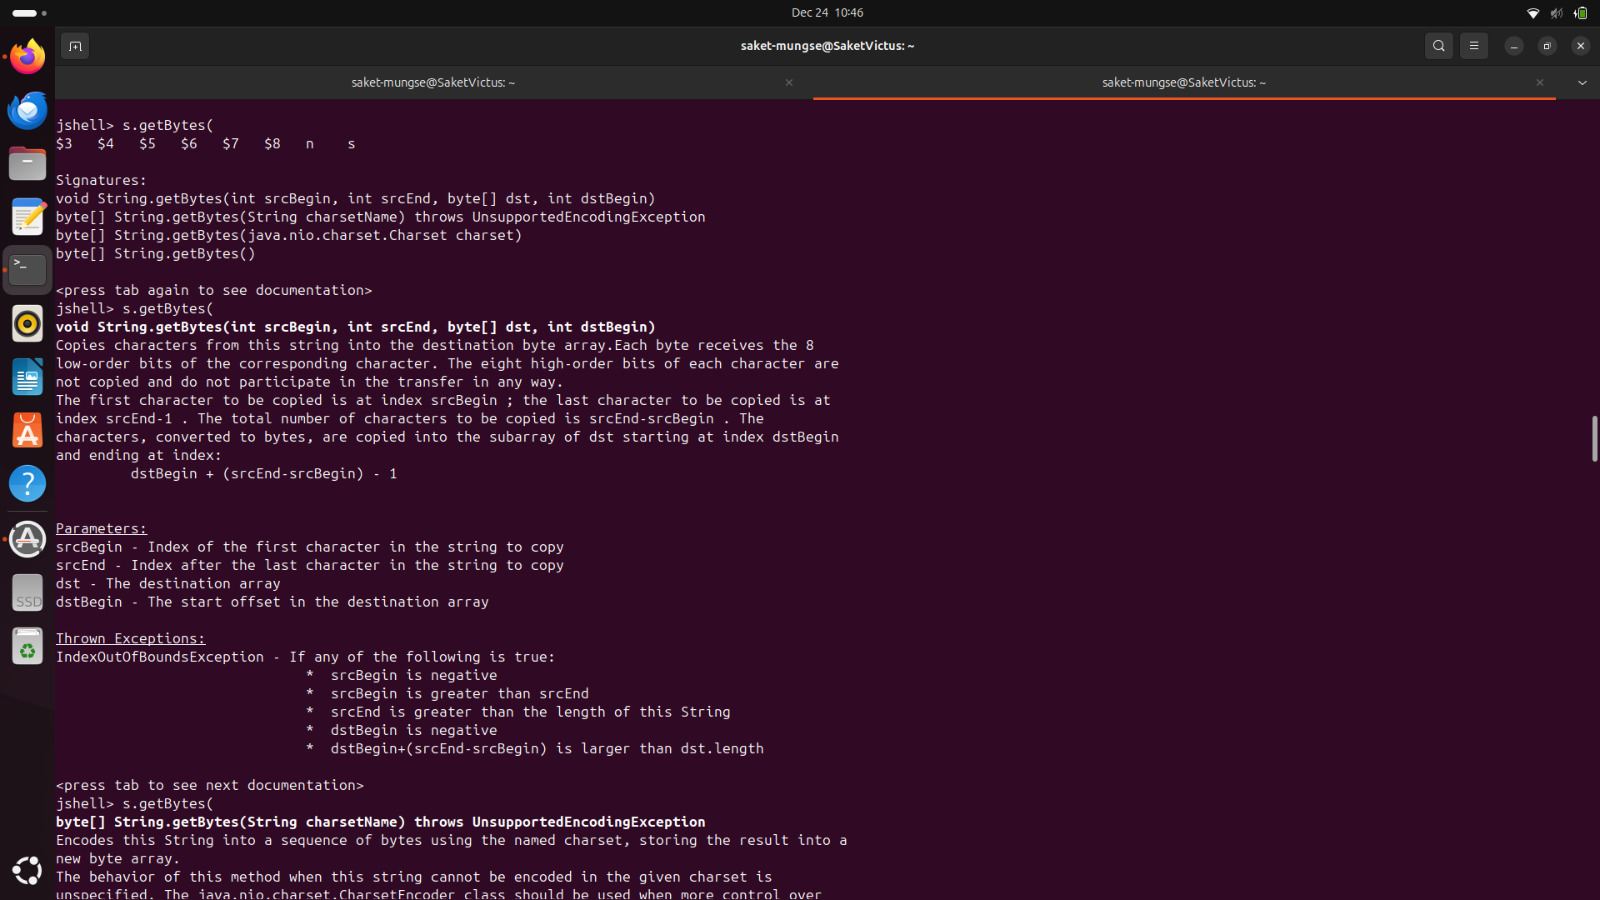 Dec 24 10:46
saket-mungse@SaketVictus: ~
saket-mungse@SaketVictus: ~
saket-mungse@SaketVictus: ~
jshell> s.getBytes(
$3 $4 $5 $6 $7 $8 n s
Signatures:
void String.getBytes(int srcBegin, int srcEnd, byte[] dst, int dstBegin)
byte[] String.getBytes(String charsetName) throws UnsupportedEncodingException
byte[] String.getBytes(java.nio.charset.Charset charset)
byte[] String.getBytes()
<press tab again to see documentation>
jshell> s.getBytes(
void String.getBytes(int srcBegin, int srcEnd, byte[] dst, int dstBegin)
Copies characters from this string into the destination byte array.Each byte receives the 8
low-order bits of the corresponding character. The eight high-order bits of each character are
not copied and do not participate in the transfer in any way.
The first character to be copied is at index srcBegin ; the last character to be copied is at
index srcEnd-1 . The total number of characters to be copied is srcEnd-srcBegin . The
characters, converted to bytes, are copied into the subarray of dst starting at index dstBegin
and ending at index:
dstBegin + (srcEnd-srcBegin) - 1
Parameters:
srcBegin - Index of the first character in the string to copy
srcEnd - Index after the last character in the string to copy
dst - The destination array
dstBegin - The start offset in the destination array
Thrown Exceptions:
IndexOutOfBoundsException - If any of the following is true:
* srcBegin is negative
* srcBegin is greater than srcEnd
* srcEnd is greater than the length of this String
* dstBegin is negative
* dstBegin+(srcEnd-srcBegin) is larger than dst.length
<press tab to see next documentation>
jshell> s.getBytes(
byte[] String.getBytes(String charsetName) throws UnsupportedEncodingException
Encodes this String into a sequence of bytes using the named charset, storing the result into a
new byte array.
The behavior of this method when this string cannot be encoded in the given charset is
unspecified. The java.nio.charset.CharsetEncoder class should be used when more control over
SSD